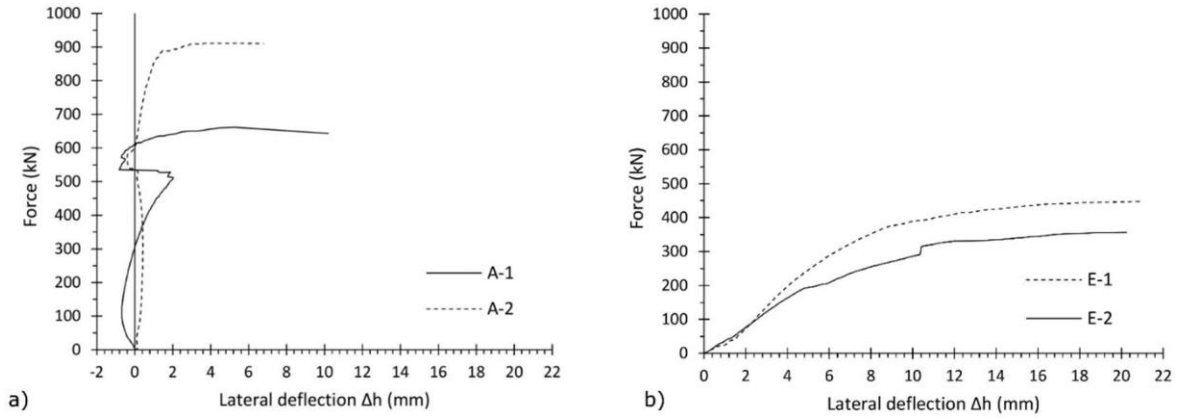 1000
900
800
700
600
500
400
300
200
100
0
Force (kN)
A-1
A-2
-2 0 2 4 6 8 10 12 14 16 18 20 22
Lateral deflection Δh (mm)
a)
1000
900
800
700
600
500
400
300
200
100
0
Force (kN)
E-1
E-2
0 2 4 6 8 10 12 14 16 18 20 22
Lateral deflection Δh (mm)
b)